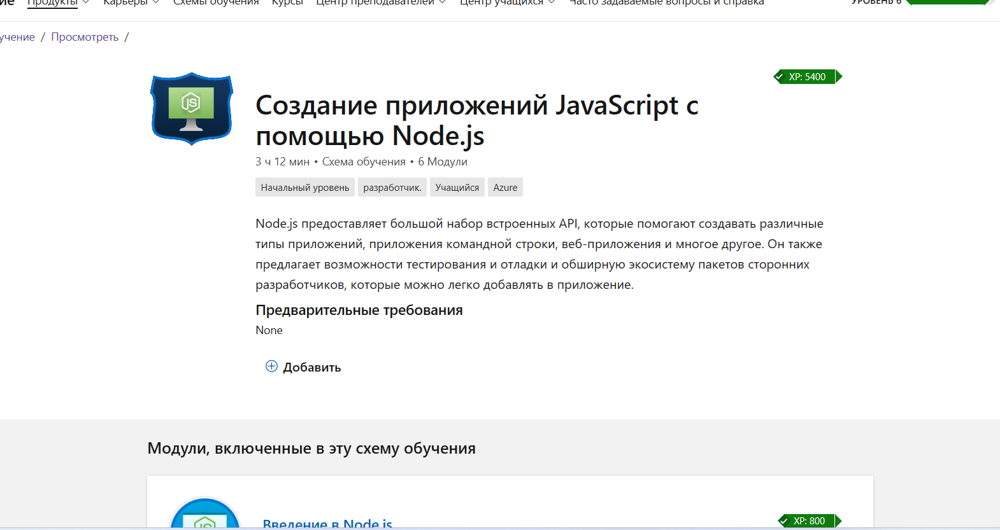 ие Продукты Карьеры Схемы обучения Курсы Центр преподавателей Центр учащихся Часто задаваемые вопросы и справка УРОВЕНЬ 6
учение / Просмотреть /
XP: 5400
JS
Создание приложений JavaScript с
помощью Node.js
3 ч 12 мин • Схема обучения • 6 Модули
Начальный уровень разработчик. Учащийся Azure
Node.js предоставляет большой набор встроенных API, которые помогают создавать различные
типы приложений, приложения командной строки, веб-приложения и многое другое. Он также
предлагает возможности тестирования и отладки и обширную экосистему пакетов сторонних
разработчиков, которые можно легко добавлять в приложение.
Предварительные требования
None
Добавить
Модули, включенные в эту схему обучения
JS
Введение в Node.js
XP: 800